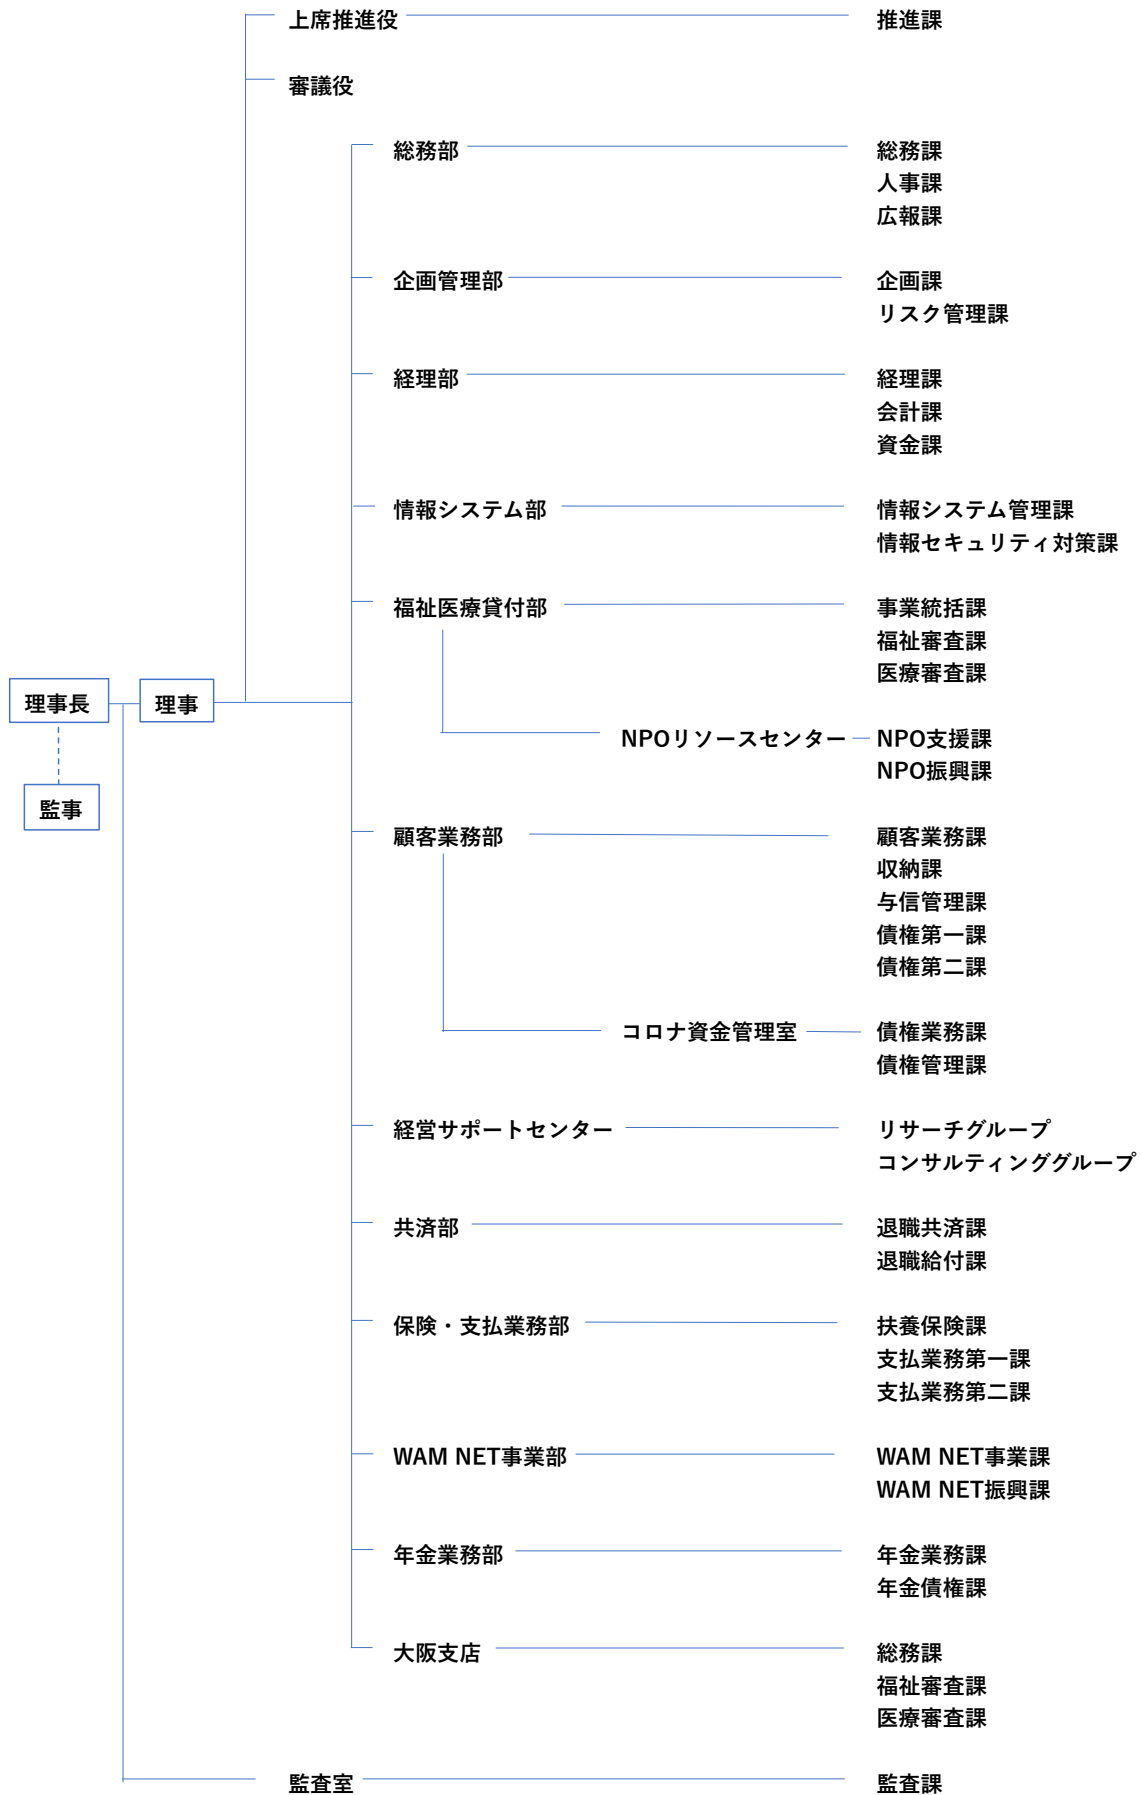 上席推進役 推進課
審議役
総務部 総務課
人事課
広報課
企画管理部 企画課
リスク管理課
経理部 経理課
会計課
資金課
情報システム部 情報システム管理課
情報セキュリティ対策課
福祉医療貸付部 事業統括課
福祉審査課
医療審査課
理事長 理事
NPOリソースセンター NPO支援課
NPO振興課
監事
顧客業務部 顧客業務課
収納課
与信管理課
債権第一課
債権第二課
コロナ資金管理室 債権業務課
債権管理課
経営サポートセンター リサーチグループ
コンサルティンググループ
共済部 退職共済課
退職給付課
保険・支払業務部 扶養保険課
支払業務第一課
支払業務第二課
WAM NET事業部 WAM NET事業課
WAM NET振興課
年金業務部 年金業務課
年金債権課
大阪支店 総務課
福祉審査課
医療審査課
監査室 監査課